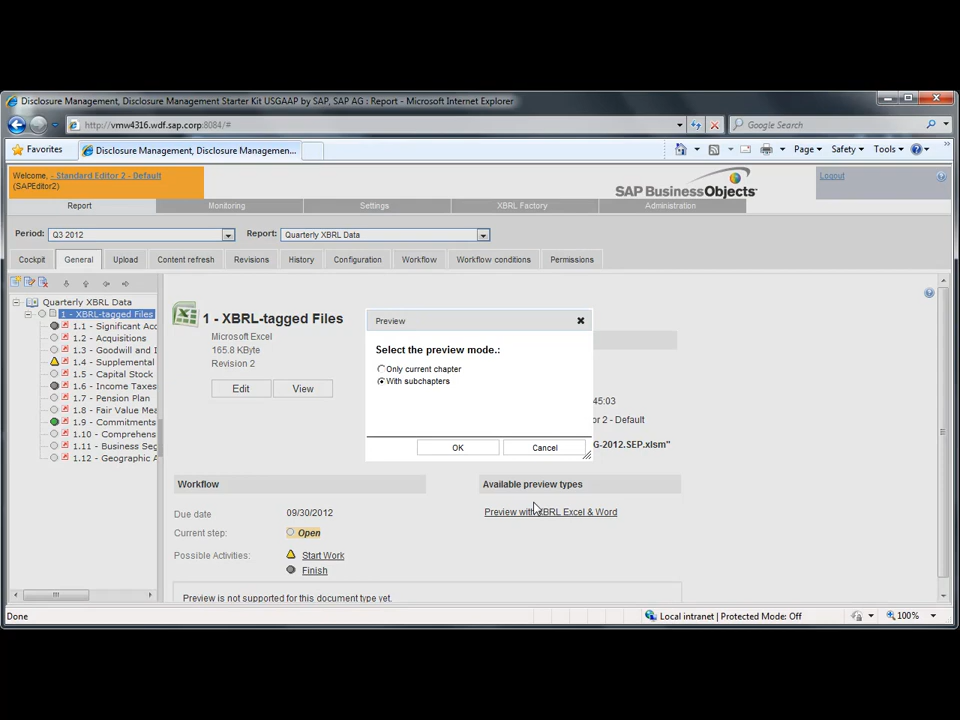 Disclosure Management, Disclosure Management Starter Kit USGAAP by SAP, SAP AG : Report - Microsoft Internet Explorer
http://vmw4316.wdf.sap.corp:8084/#
Google Search
Favorites
Disclosure Management, Disclosure Managemen...
Page
Safety
Tools
Welcome, - Standard Editor 2 - Default
(SAPEditor2)
SAP BusinessObjects
Logout
Report
Monitoring
Settings
XBRL Factory
Administration
Period:
Q3 2012
Report:
Quarterly XBRL Data
Cockpit
General
Upload
Content refresh
Revisions
History
Configuration
Workflow
Workflow conditions
Permissions
Quarterly XBRL Data
1 - XBRL-tagged Files
1.1 - Significant Acc
1.2 - Acquisitions
1.3 - Goodwill and I
1.4 - Supplemental
1.5 - Capital Stock
1.6 - Income Taxes
1.7 - Pension Plan
1.8 - Fair Value Mea
1.9 - Commitments
1.10 - Comprehens
1.11 - Business Seg
1.12 - Geographic A
1 - XBRL-tagged Files
Microsoft Excel
165.8 KByte
Revision 2
Edit
View
Preview
Select the preview mode.:
Only current chapter
With subchapters
OK
Cancel
45:03
or 2 - Default
G-2012.SEP.xlsm"
Workflow
Due date
09/30/2012
Current step:
Open
Possible Activities:
Start Work
Finish
Available preview types
Preview with XBRL Excel & Word
Preview is not supported for this document type yet.
Done
Local intranet | Protected Mode: Off
100%